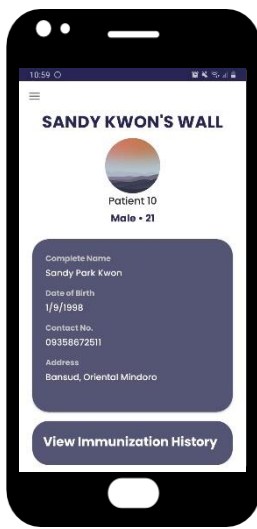 10:59
SANDY KWON'S WALL
Patient 10
Male • 21
Complete Name
Sandy Park Kwon
Date of Birth
1/9/1998
Contact No.
09358672511
Address
Bansud, Oriental Mindoro
View Immunization History